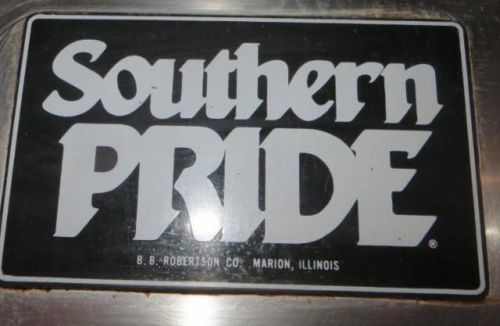 Southern
PRIDE®
B. B. ROBERTSON CO. MARION, ILLINOIS